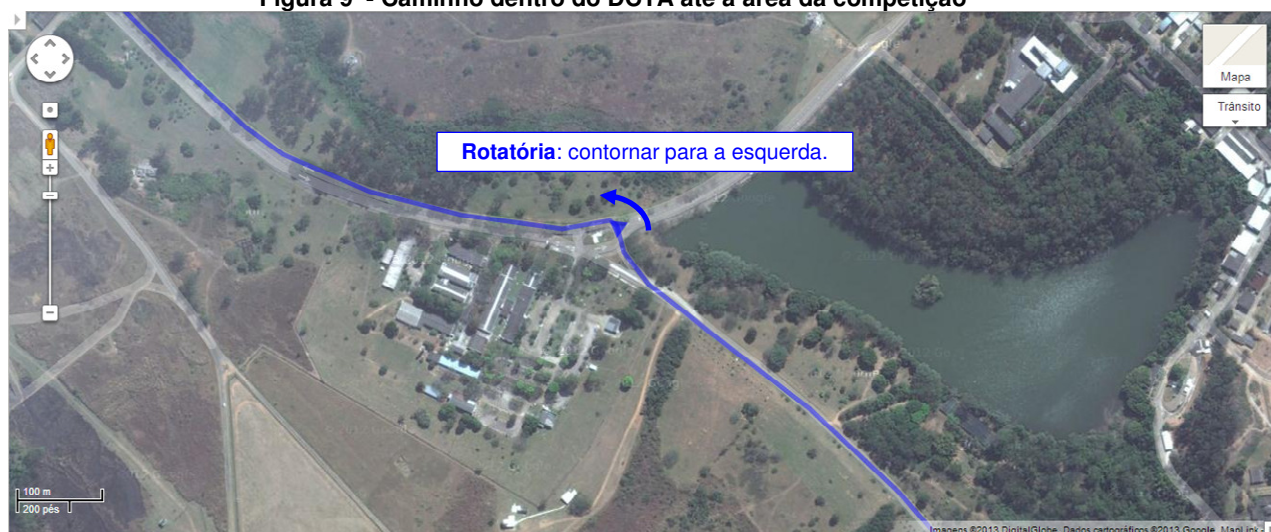 Figura 9 - Caminho dentro do DCTA até a área da competição
Mapa
Trânsito
Rotatória: contornar para a esquerda.
100 m
200 pés
Imagens ©2013 DigitalGlobe, Dados cartográficos ©2013 Google, MapLink -